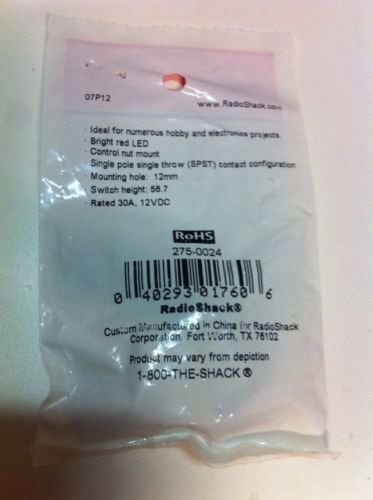 07P12
www.RadioShack.com
· Ideal for numerous hobby and electronics projects.
· Bright red LED
· Control nut mount
· Single pole single throw (SPST) contact configuration
· Mounting hole: 12mm
· Switch height: 56.7
· Rated 30A, 12VDC
RoHS
275-0024
0 40293 01760 6
RadioShack®
Custom Manufactured in China for RadioShack
Corporation, Fort Worth, TX 76102
Product may vary from depiction
1-800-THE-SHACK®